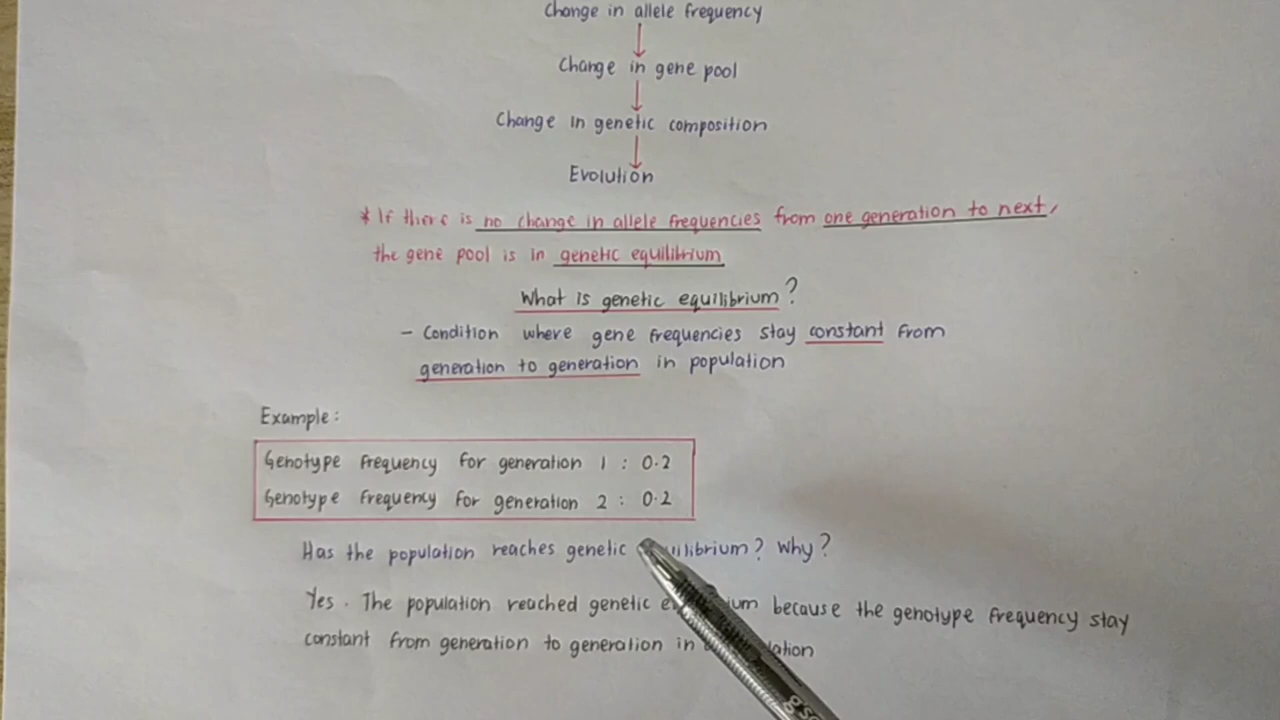 Change in allele frequency
Change in gene pool
Change in genetic composition
Evolution
* If there is no change in allele frequencies from one generation to next,
the gene pool is in genetic equilibrium
What is genetic equilibrium?
- Condition where gene frequencies stay constant from
generation to generation in population
Example:
Genotype frequency for generation 1 : 0.2
Genotype frequency for generation 2 : 0.2
Has the population reaches genetic ? Why?
Yes. The population reached genetic because the genotype frequency stay
constant from generation to generation in